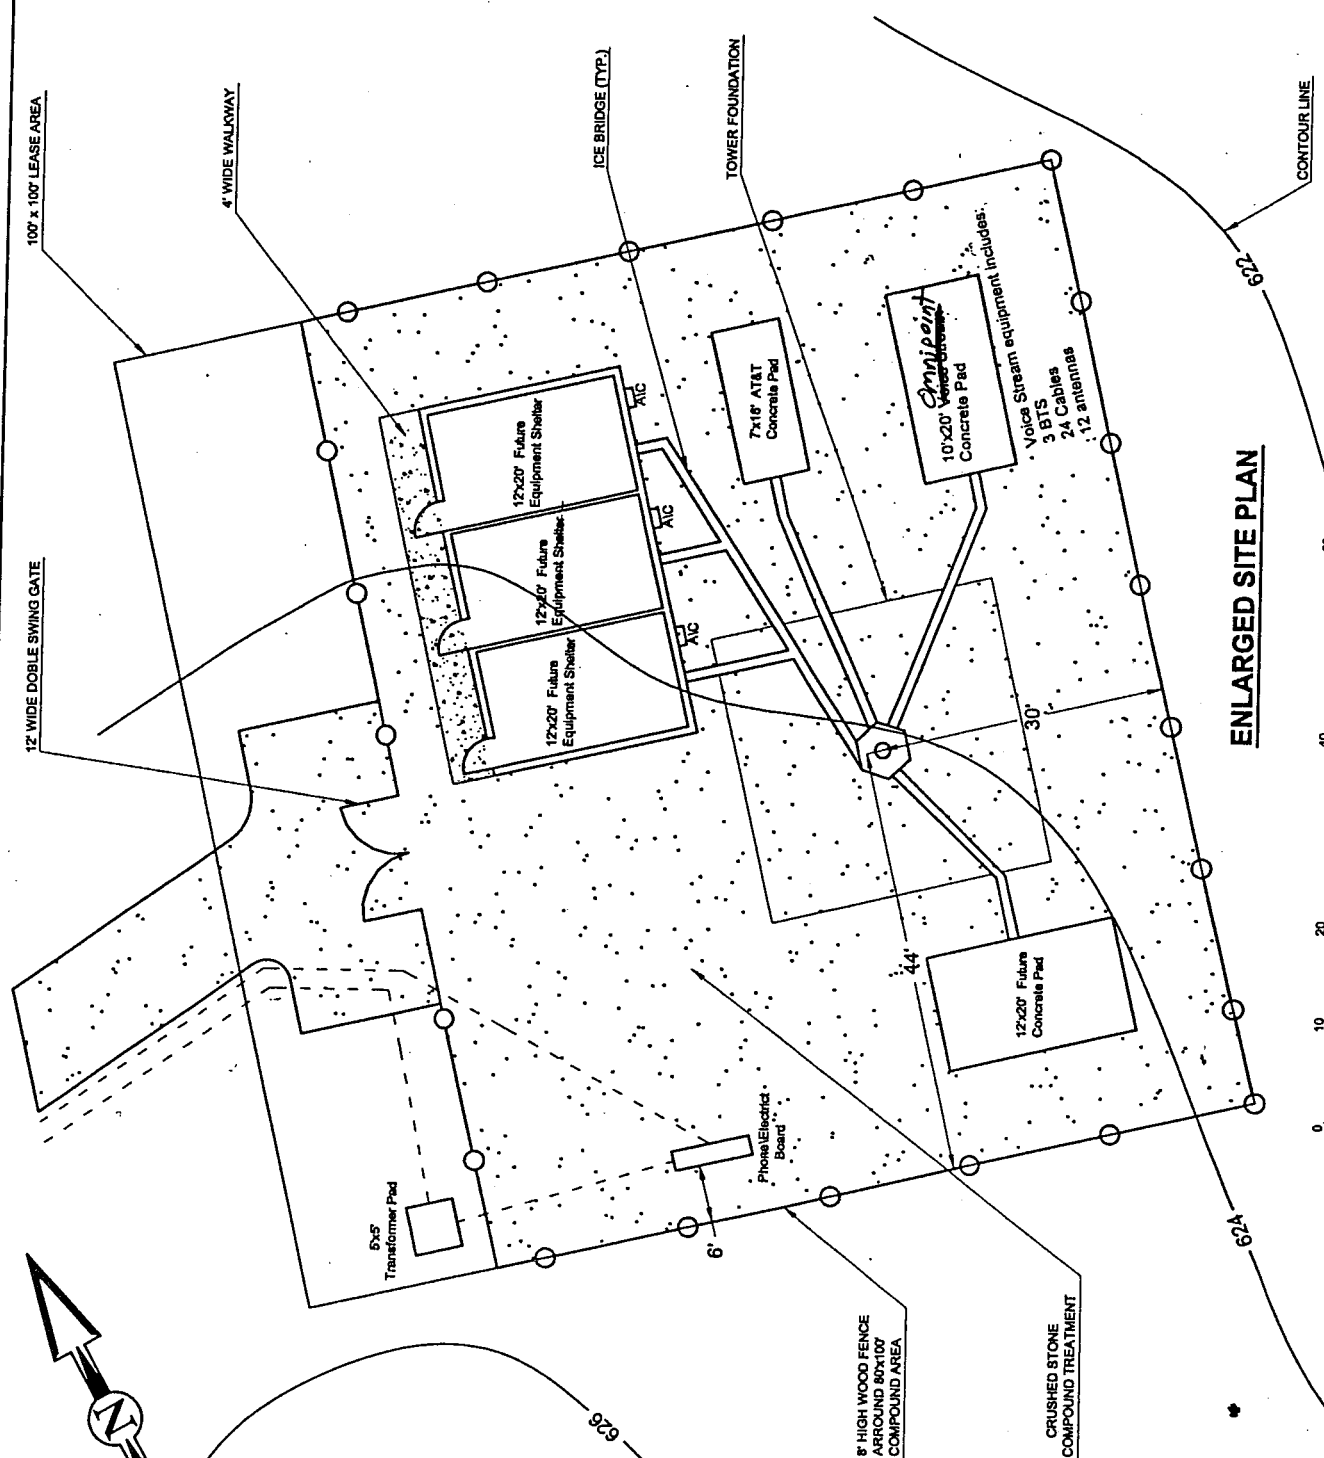 100' x 100' LEASE AREA
4' WIDE WALKWAY
ICE BRIDGE (TYP.)
TOWER FOUNDATION
CONTOUR LINE
12' WIDE DOBLE SWING GATE
12'x20' Future
Equipment Shelter
A\C
12'x20' Future
Equipment Shelter
A\C
12'x20' Future
Equipment Shelter
A\C
7'x16' AT&T
Concrete Pad
Omnipoint
10'x20'
Concrete Pad
Voice Stream equipment includes:
3 BTS
24 Cables
12 antennas
622
30'
44'
12'x20' Future
Concrete Pad
5'x5'
Transformer Pad
Phone\Electrict
Board
6'
624
626
8' HIGH WOOD FENCE
ARROUND 80'x100'
COMPOUND AREA
CRUSHED STONE
COMPOUND TREATMENT
N
ENLARGED SITE PLAN
0
10
20
40